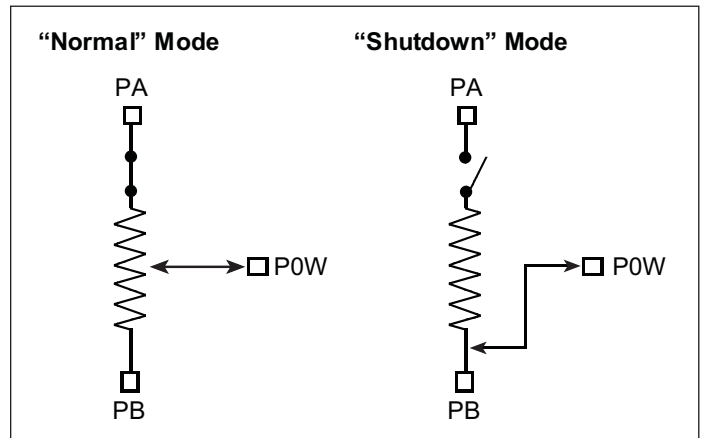 “Normal” Mode
“Shutdown” Mode
PA
PA
P0W
P0W
PB
PB